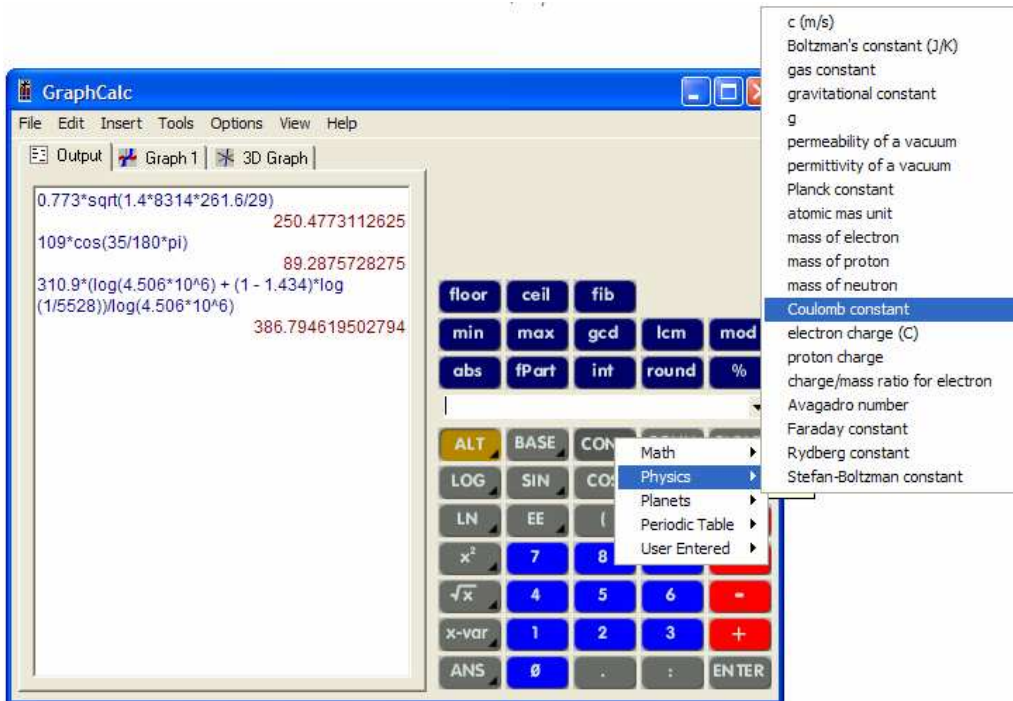 GraphCalc
File Edit Insert Tools Options View Help
Output Graph 1 3D Graph
0.773*sqrt(1.4*8314*261.6/29)
250.4773112625
109*cos(35/180*pi)
89.2875728275
310.9*(log(4.506*10^6) + (1 - 1.434)*log
(1/5528))/log(4.506*10^6)
386.794619502794
floor ceil fib
min max gcd lcm mod
abs fPart int round %
ALT BASE CON
LOG SIN COS
LN EE (
x² 7 8
√x 4 5 6 -
x-var 1 2 3 +
ANS 0 . : ENTER
Math
Physics
Planets
Periodic Table
User Entered
c (m/s)
Boltzman's constant (J/K)
gas constant
gravitational constant
g
permeability of a vacuum
permittivity of a vacuum
Planck constant
atomic mas unit
mass of electron
mass of proton
mass of neutron
Coulomb constant
electron charge (C)
proton charge
charge/mass ratio for electron
Avagadro number
Faraday constant
Rydberg constant
Stefan-Boltzman constant